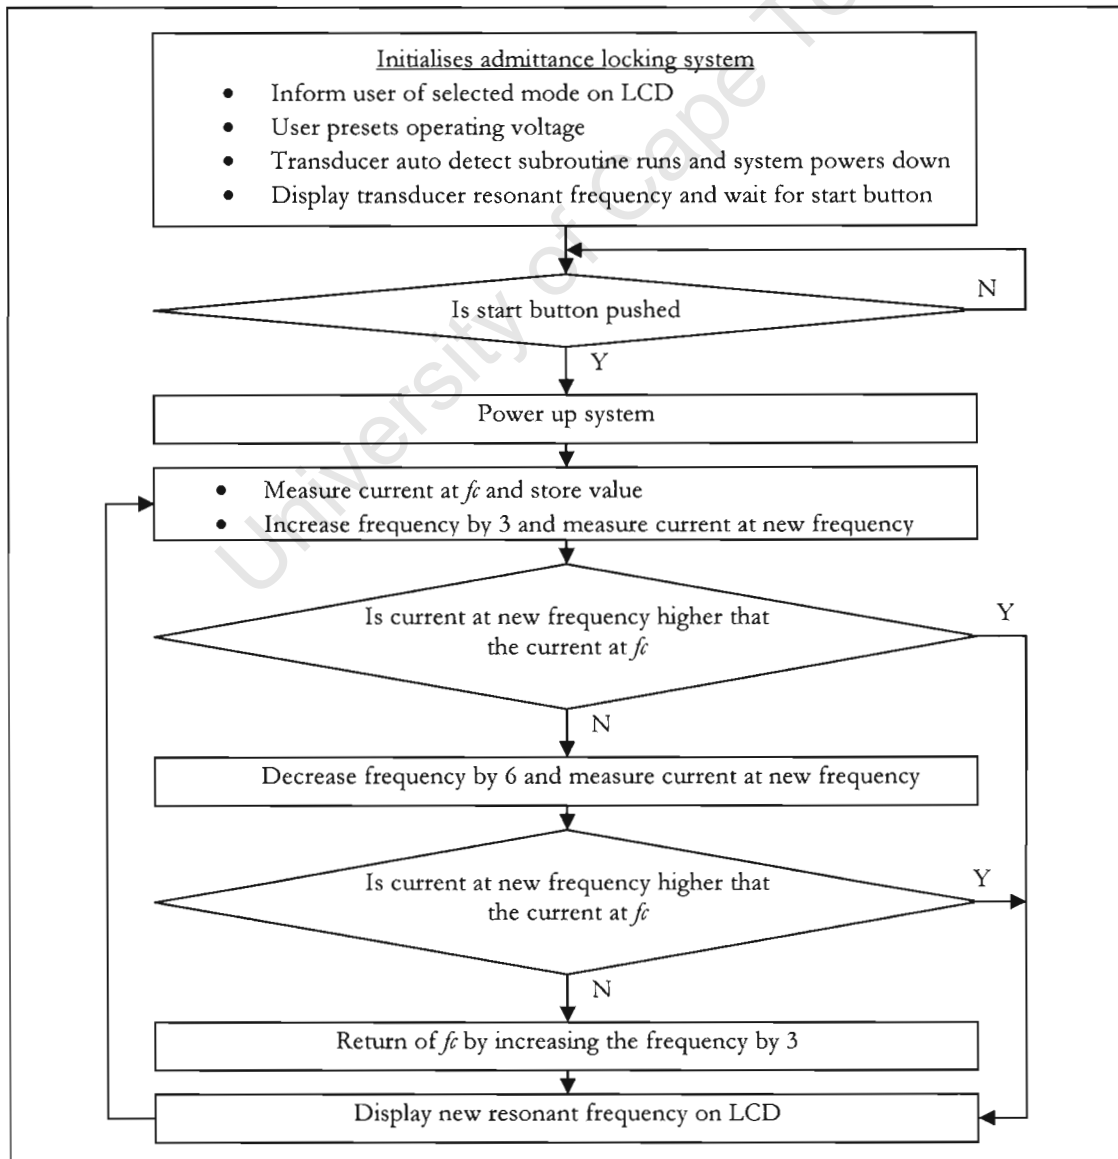 Initialises admittance locking system
• Inform user of selected mode on LCD
• User presets operating voltage
• Transducer auto detect subroutine runs and system powers down
• Display transducer resonant frequency and wait for start button
Is start button pushed
N
Y
Power up system
• Measure current at fc and store value
• Increase frequency by 3 and measure current at new frequency
Is current at new frequency higher that
the current at fc
Y
N
Decrease frequency by 6 and measure current at new frequency
Is current at new frequency higher that
the current at fc
Y
N
Return of fc by increasing the frequency by 3
Display new resonant frequency on LCD
University of Cape